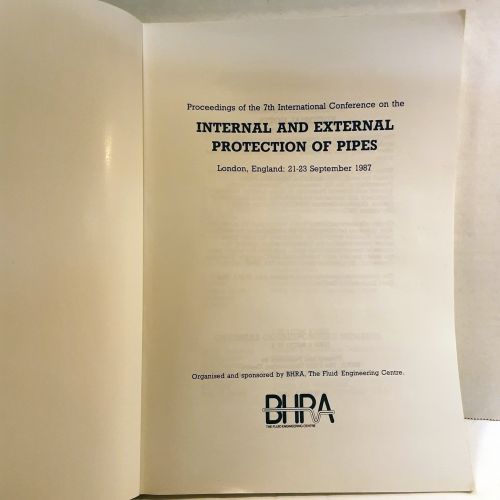 Proceedings of the 7th International Conference on the
INTERNAL AND EXTERNAL
PROTECTION OF PIPES
London, England: 21-23 September 1987
Organised and sponsored by BHRA, The Fluid Engineering Centre.
BHRA
THE FLUID ENGINEERING CENTRE